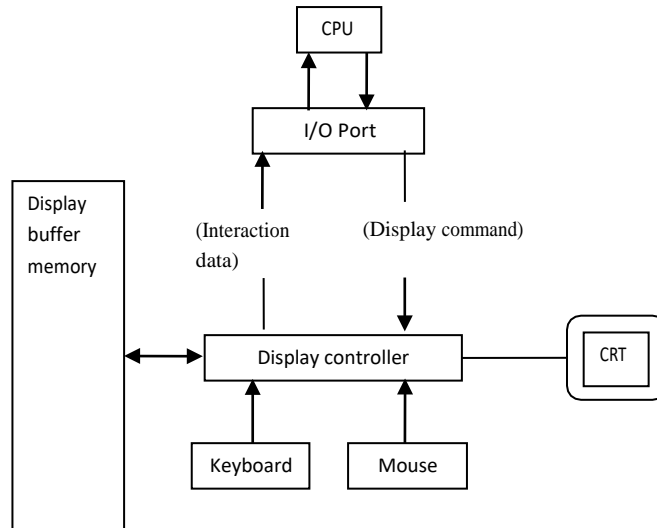 CPU
I/O Port
Display
buffer
memory
(Interaction
data)
(Display command)
Display controller
CRT
Keyboard
Mouse